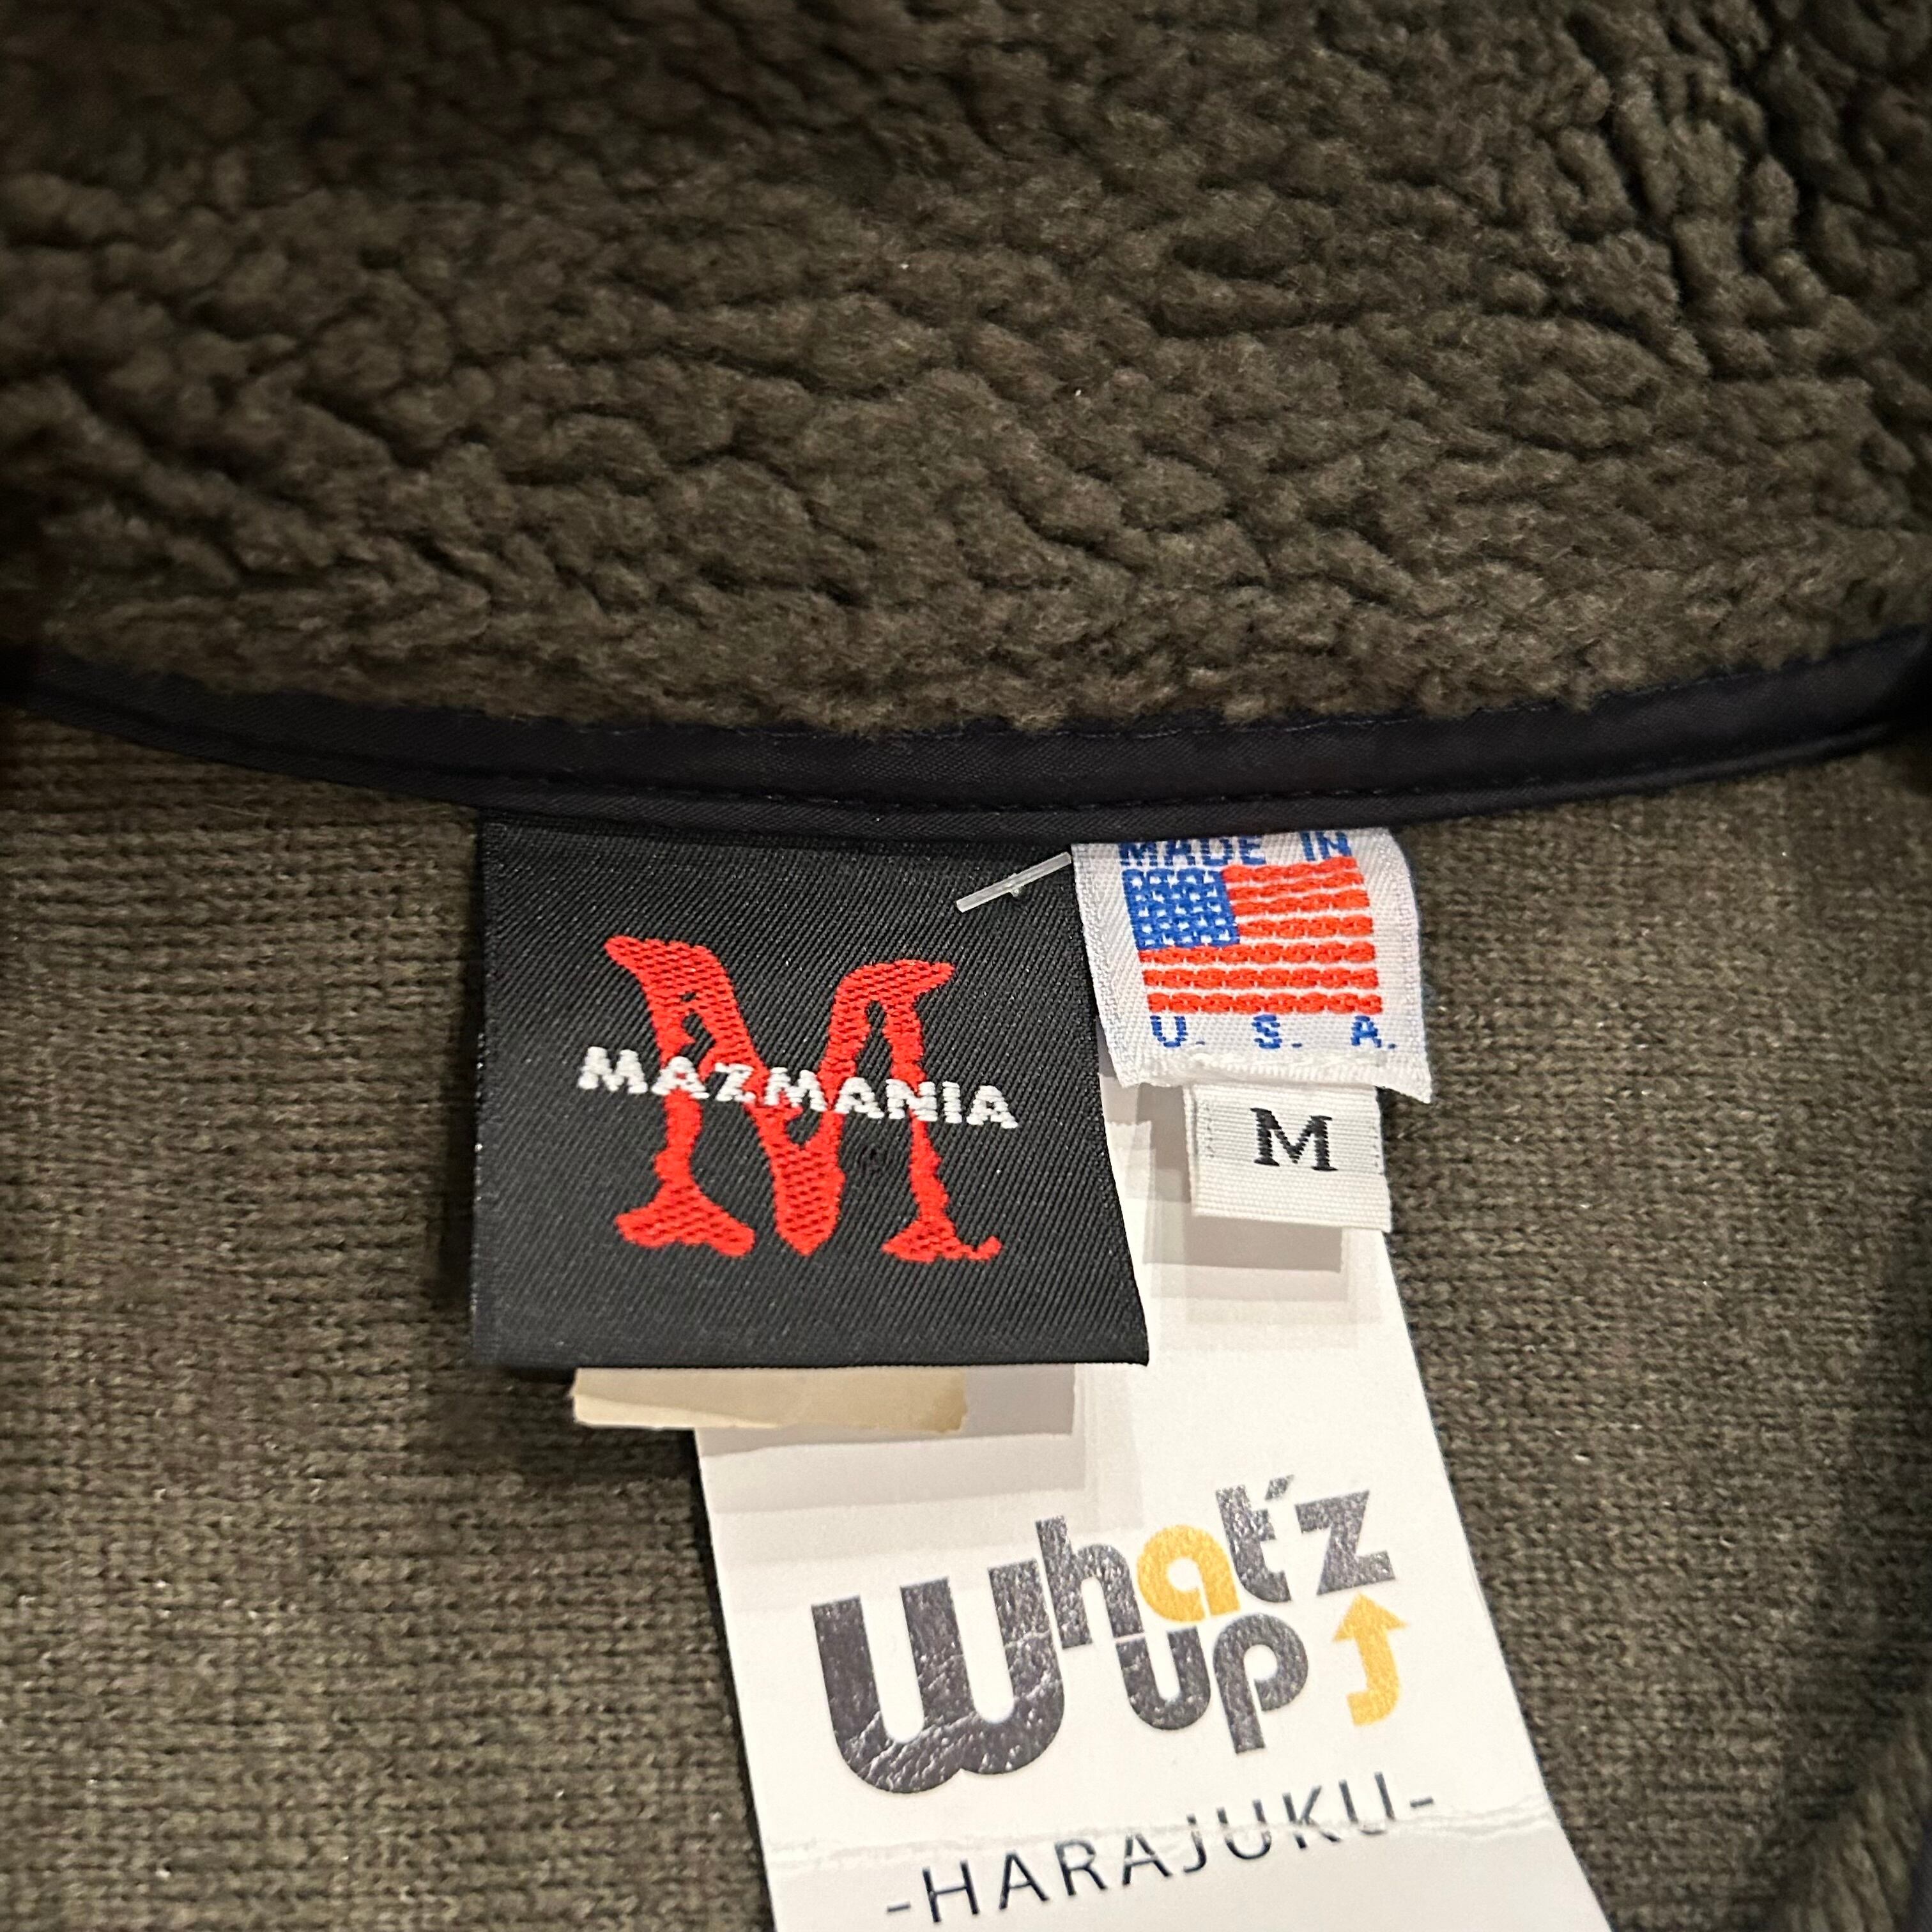 MADE IN
U. S. A.
M
MAZMANIA
M
What'z
up
-HARAJUKU-